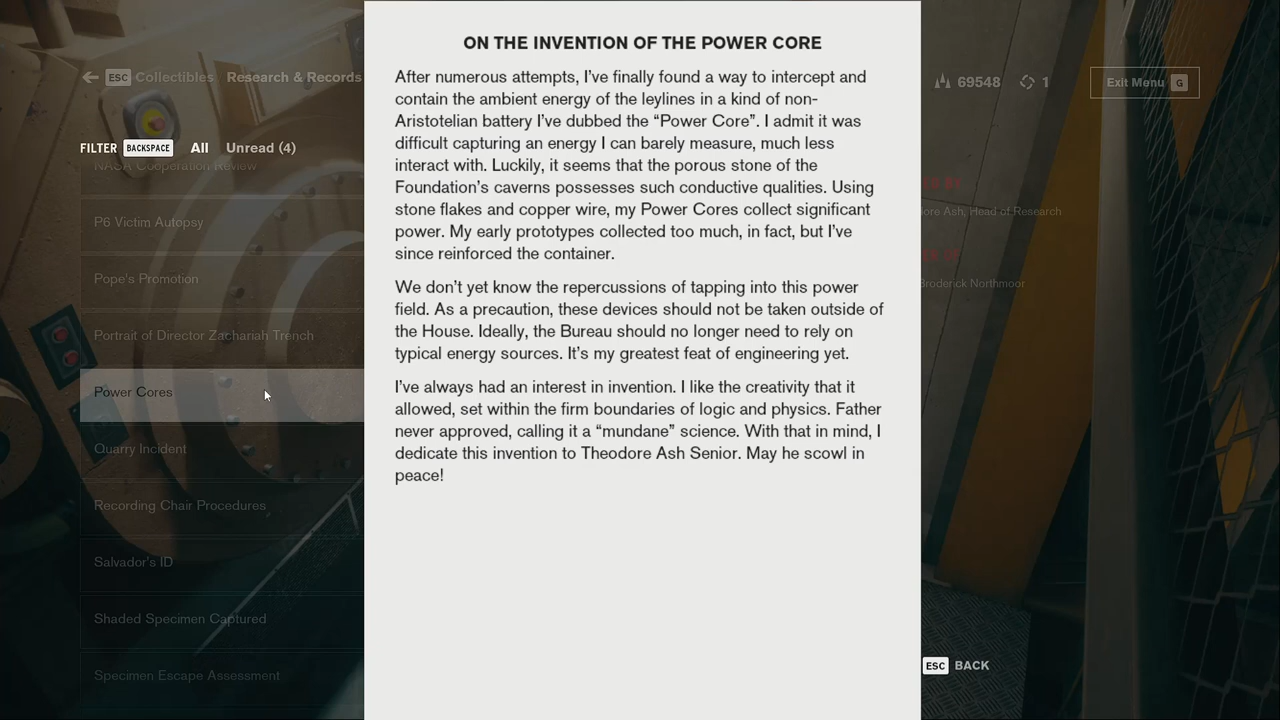 ON THE INVENTION OF THE POWER CORE
ESC Collectibles Research & Records
69548 1 Exit Menu G
FILTER BACKSPACE All Unread (4)
NASA Cooperation Review
P6 Victim Autopsy
Pope's Promotion
Portrait of Director Zachariah Trench
Power Cores
Quarry Incident
Recording Chair Procedures
Salvador's ID
Shaded Specimen Captured
Specimen Escape Assessment
After numerous attempts, I've finally found a way to intercept and
contain the ambient energy of the leylines in a kind of non-
Aristotelian battery I've dubbed the “Power Core”. I admit it was
difficult capturing an energy I can barely measure, much less
interact with. Luckily, it seems that the porous stone of the
Foundation's caverns possesses such conductive qualities. Using
stone flakes and copper wire, my Power Cores collect significant
power. My early prototypes collected too much, in fact, but I've
since reinforced the container.
We don't yet know the repercussions of tapping into this power
field. As a precaution, these devices should not be taken outside of
the House. Ideally, the Bureau should no longer need to rely on
typical energy sources. It's my greatest feat of engineering yet.
I've always had an interest in invention. I like the creativity that it
allowed, set within the firm boundaries of logic and physics. Father
never approved, calling it a “mundane” science. With that in mind, I
dedicate this invention to Theodore Ash Senior. May he scowl in
peace!
Ash, Head of Research
Broderick Northmoor
ESC BACK